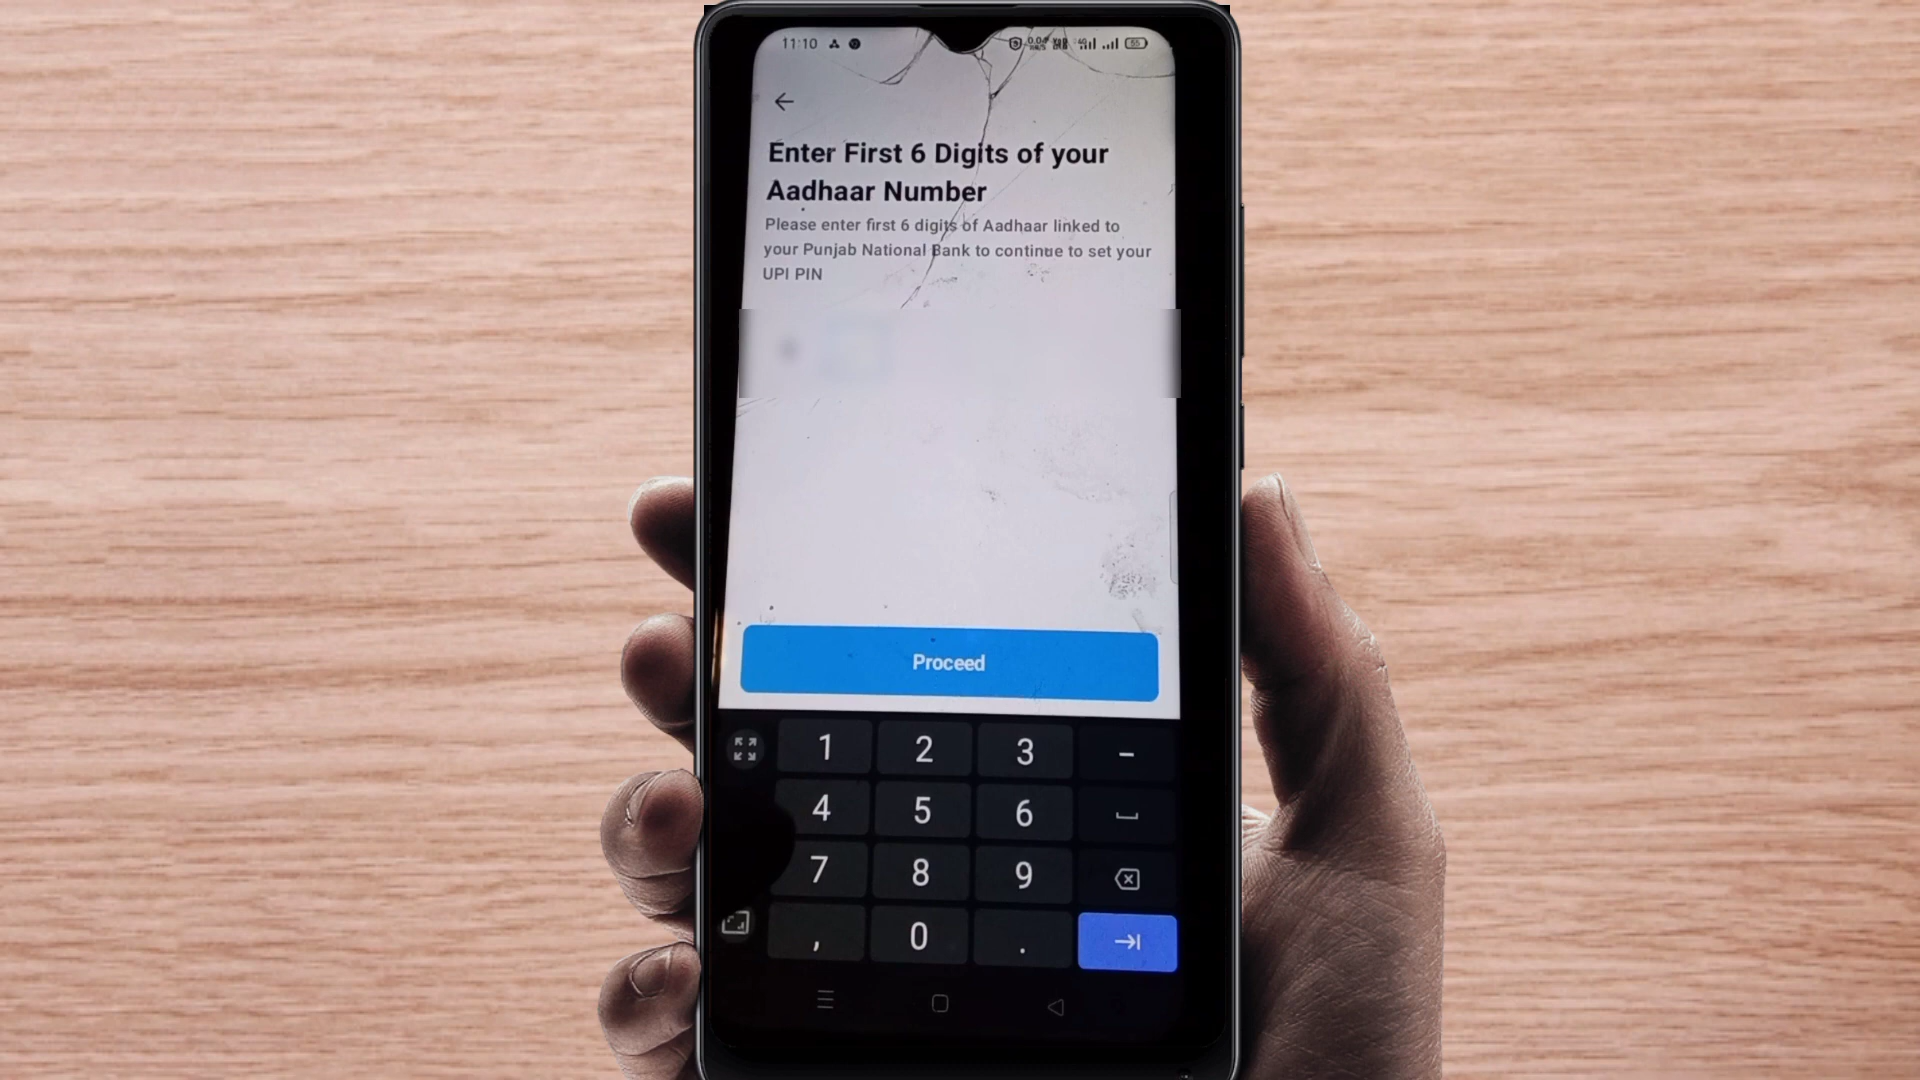 11:10
55
Enter First 6 Digits of your
Aadhaar Number
Please enter first 6 digits of Aadhaar linked to
your Punjab National Bank to continue to set your
UPI PIN
Proceed
1 2 3 -
4 5 6
7 8 9
, 0 .